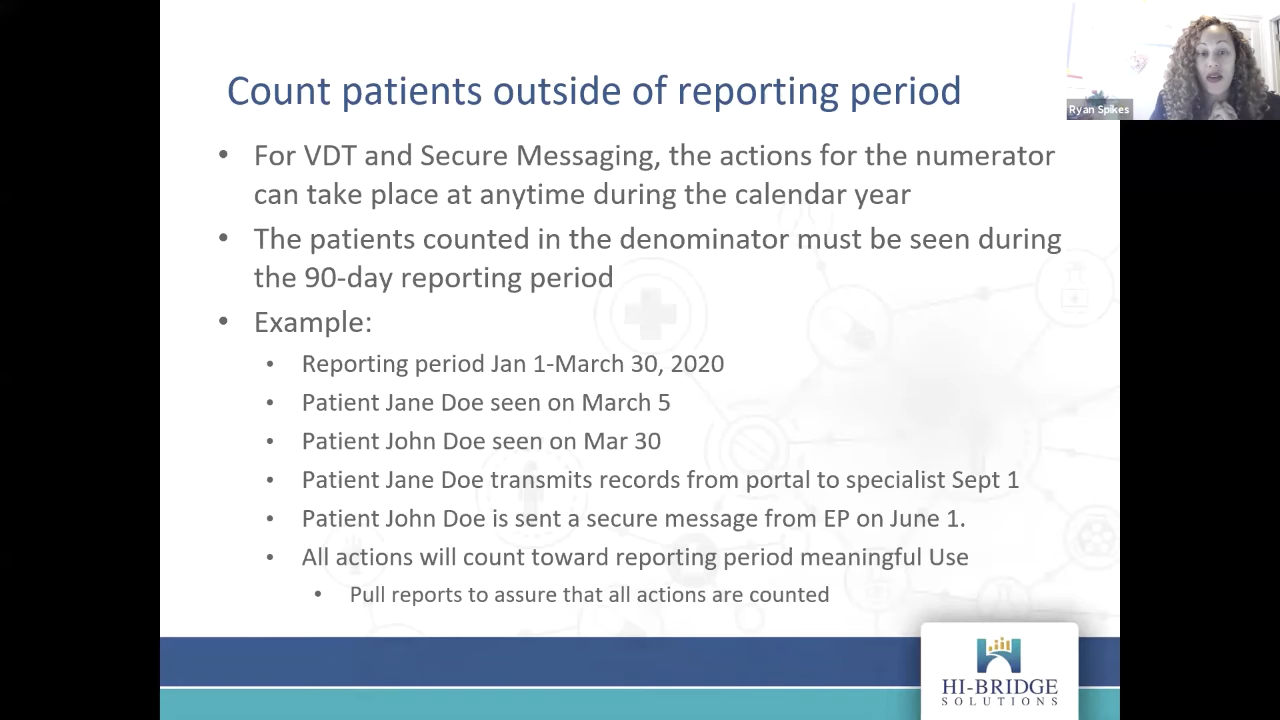 Count patients outside of reporting period
Ryan Spikes
• For VDT and Secure Messaging, the actions for the numerator
can take place at anytime during the calendar year
• The patients counted in the denominator must be seen during
the 90-day reporting period
• Example:
• Reporting period Jan 1-March 30, 2020
• Patient Jane Doe seen on March 5
• Patient John Doe seen on Mar 30
• Patient Jane Doe transmits records from portal to specialist Sept 1
• Patient John Doe is sent a secure message from EP on June 1.
• All actions will count toward reporting period meaningful Use
• Pull reports to assure that all actions are counted
HI-BRIDGE
SOLUTIONS